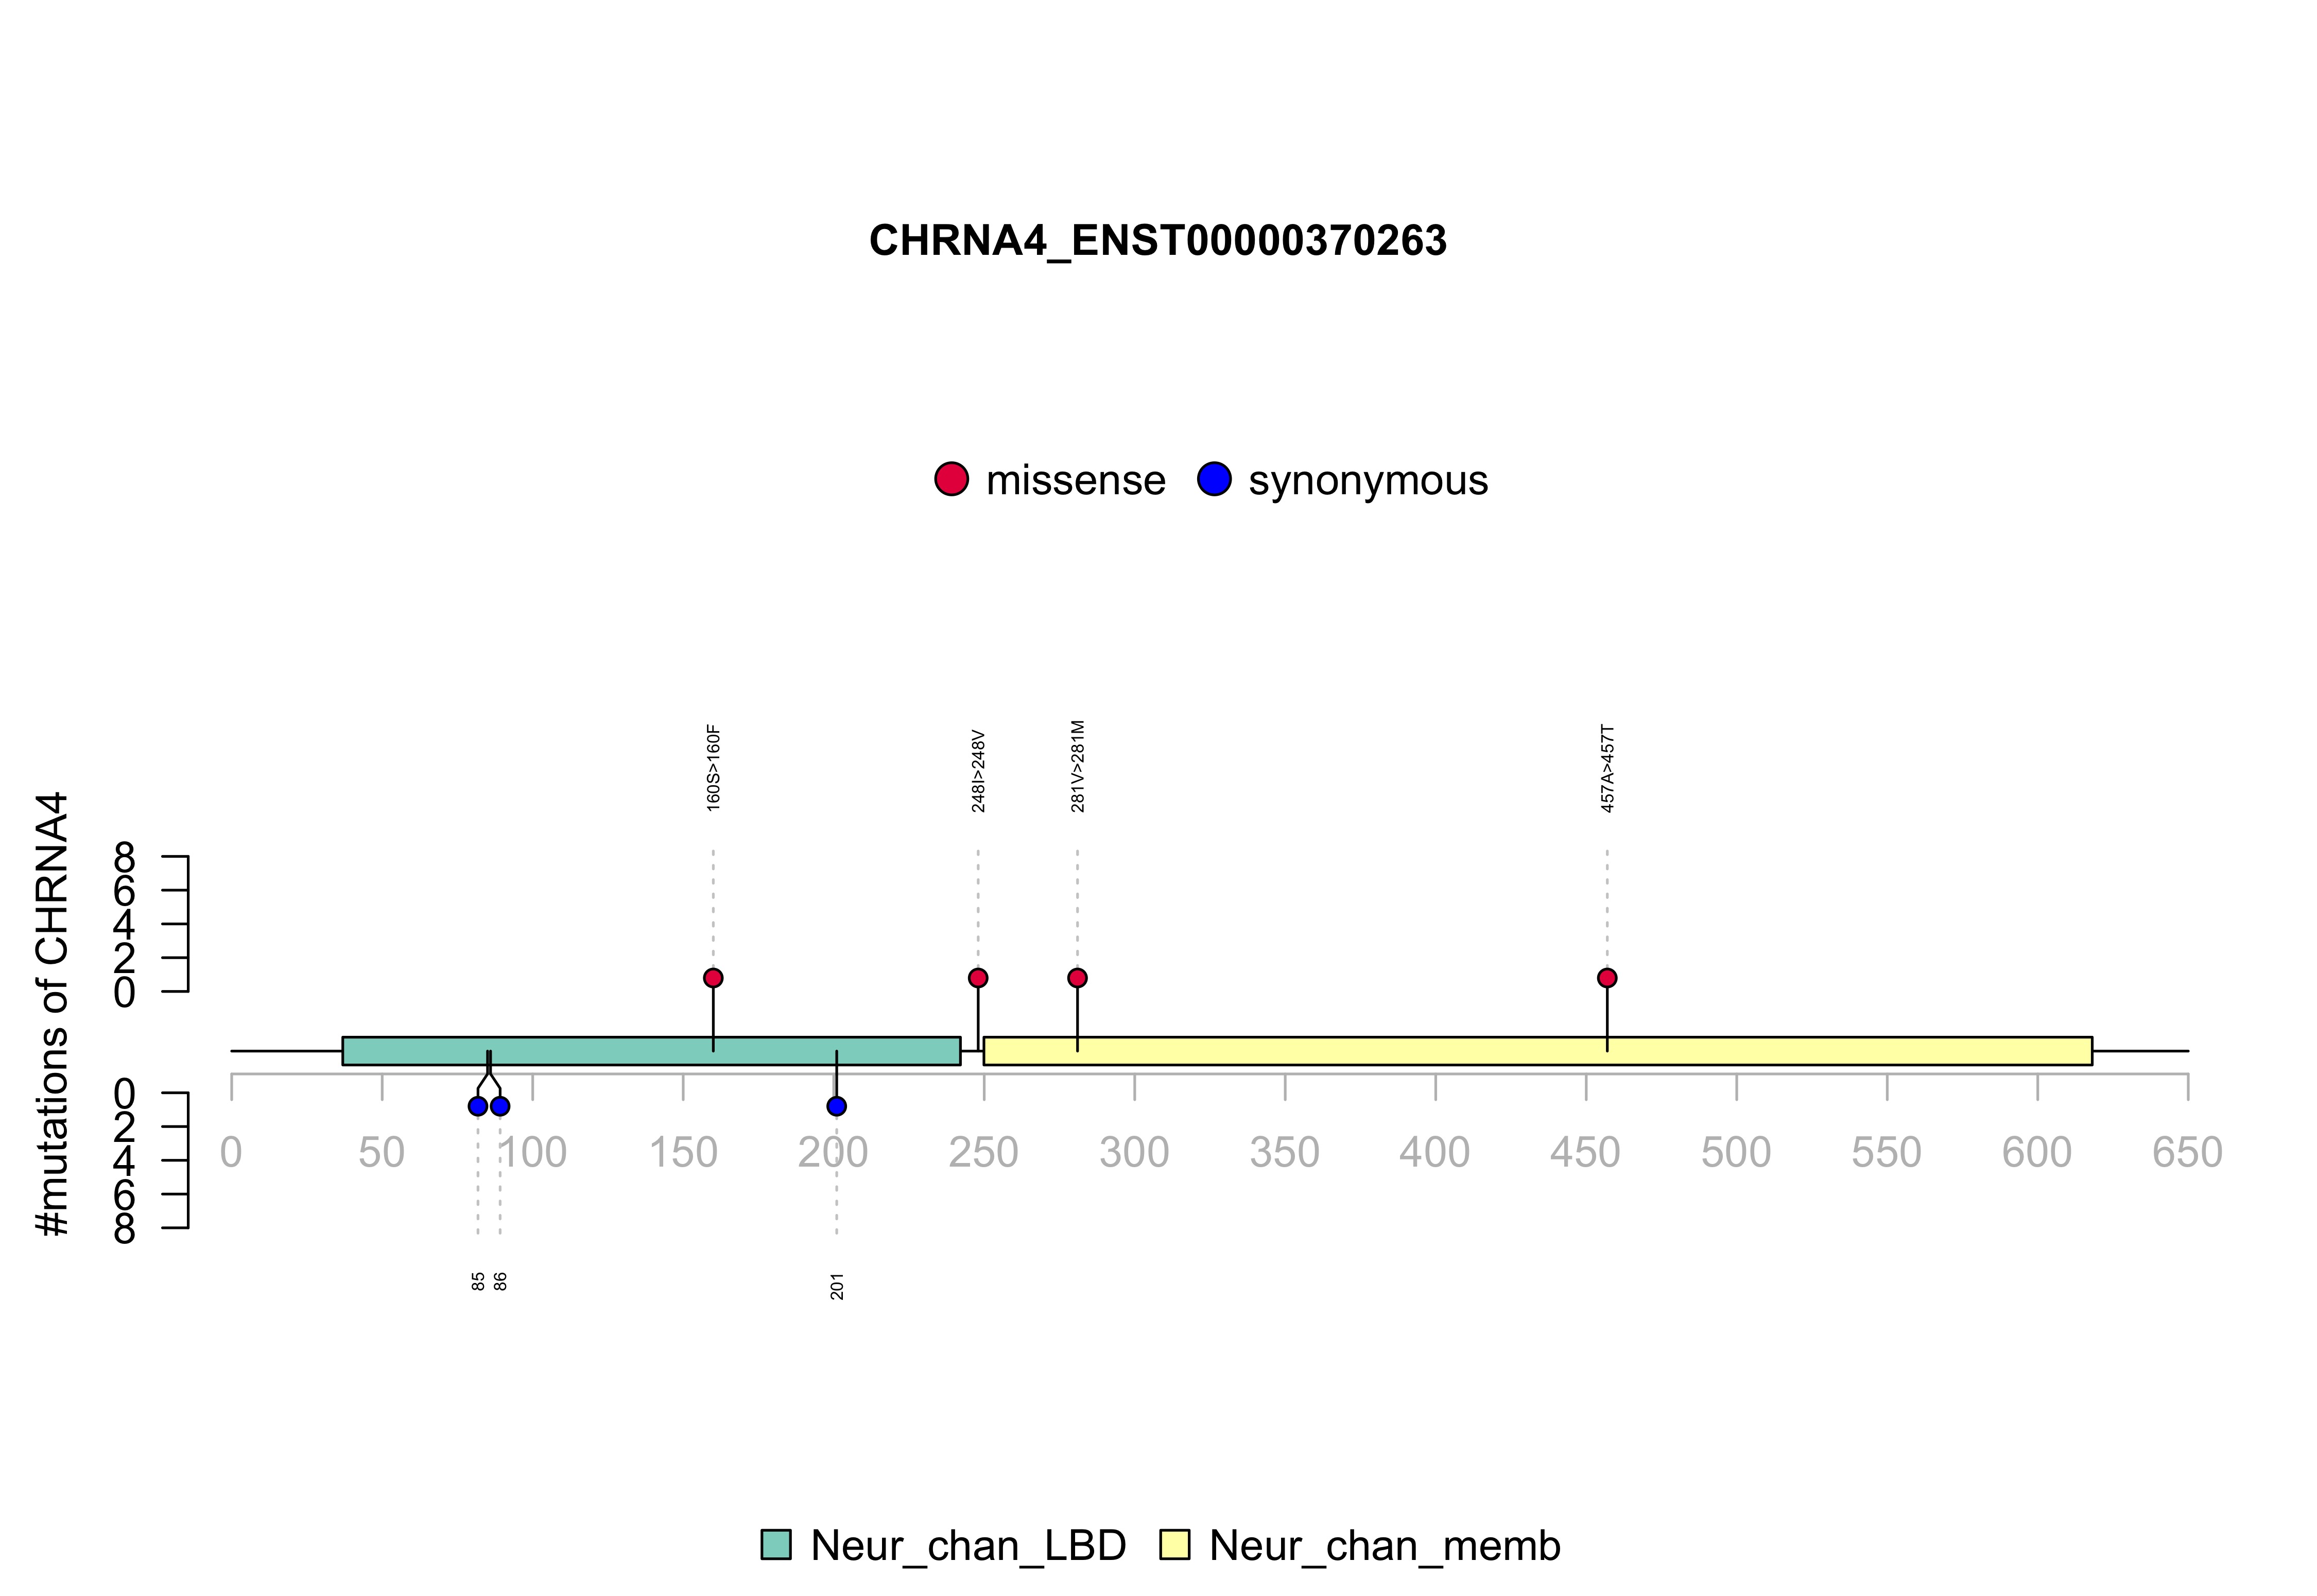 CHRNA4_ENST00000370263
missense synonymous
160S>160F 248I>248V 281V>281M 457A>457T
#mutations of CHRNA4
8
6
4
2
0
0
2
4
6
8
0 50 100 150 200 250 300 350 400 450 500 550 600 650
85 86 201
Neur_chan_LBD Neur_chan_memb